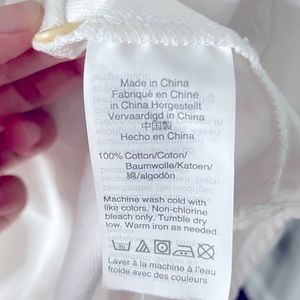 Made in China
Fabriqué en Chine
in China Hergestellt
Vervaardigd in China
中国製
Hecho en China
100% Cotton/Coton/
Baumwolle/Katoen/
綿/algodón
Machine wash cold with
like colors. Non-chlorine
bleach only. Tumble dry
low. Warm iron as needed.
Laver à la machine à l'eau
froide avec des couleurs